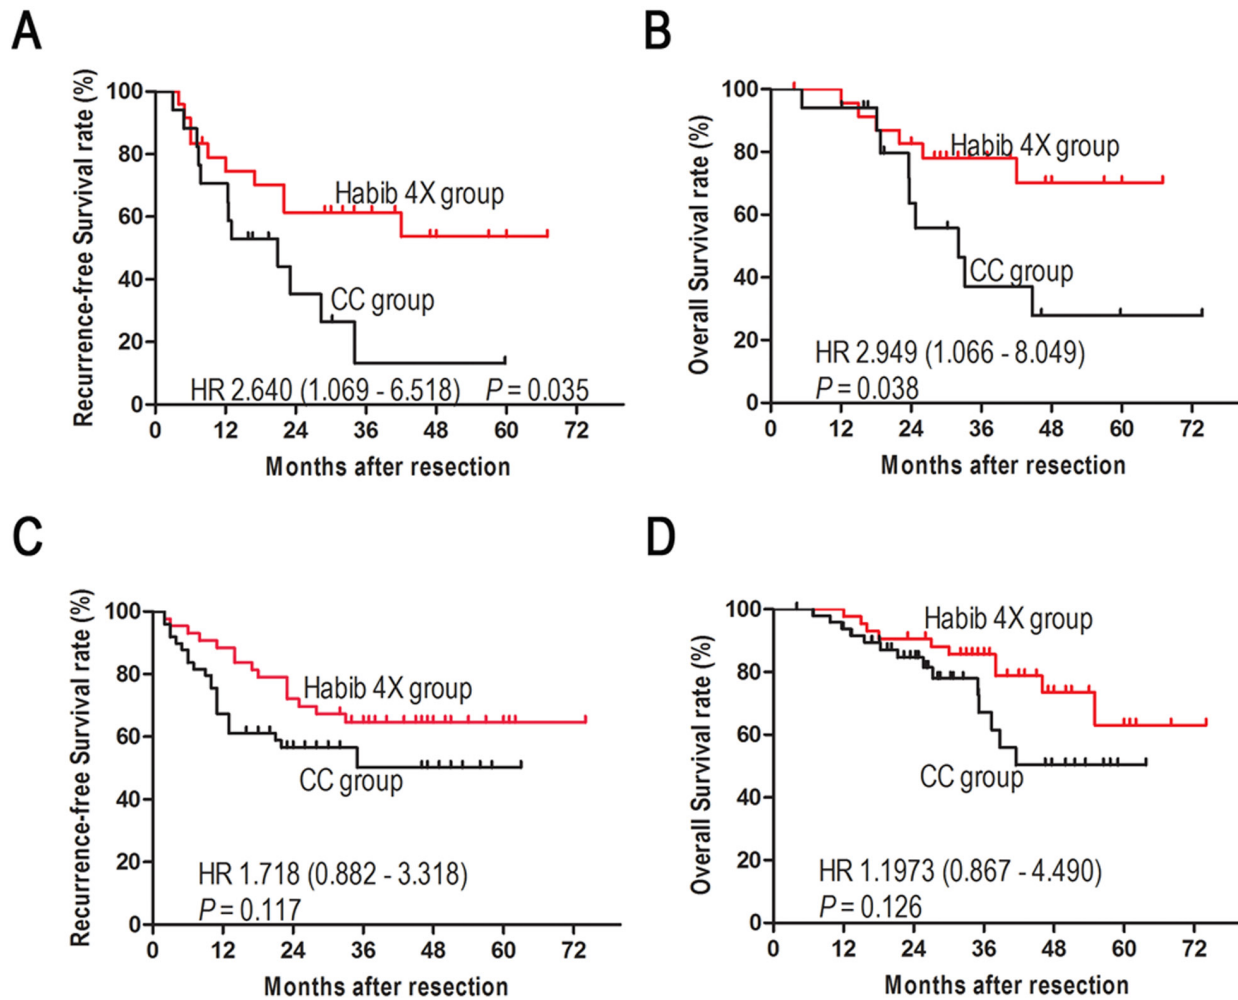 A
Recurrence-free Survival rate (%)
100
80
60
40
20
0
Habib 4X group
CC group
HR 2.640 (1.069 - 6.518) P = 0.035
0 12 24 36 48 60 72
Months after resection
B
Overall Survival rate (%)
100
80
60
40
20
0
Habib 4X group
CC group
HR 2.949 (1.066 - 8.049)
P = 0.038
0 12 24 36 48 60 72
Months after resection
C
Recurrence-free Survival rate (%)
100
80
60
40
20
0
Habib 4X group
CC group
HR 1.718 (0.882 - 3.318)
P = 0.117
0 12 24 36 48 60 72
Months after resection
D
Overall Survival rate (%)
100
80
60
40
20
0
Habib 4X group
CC group
HR 1.1973 (0.867 - 4.490)
P = 0.126
0 12 24 36 48 60 72
Months after resection